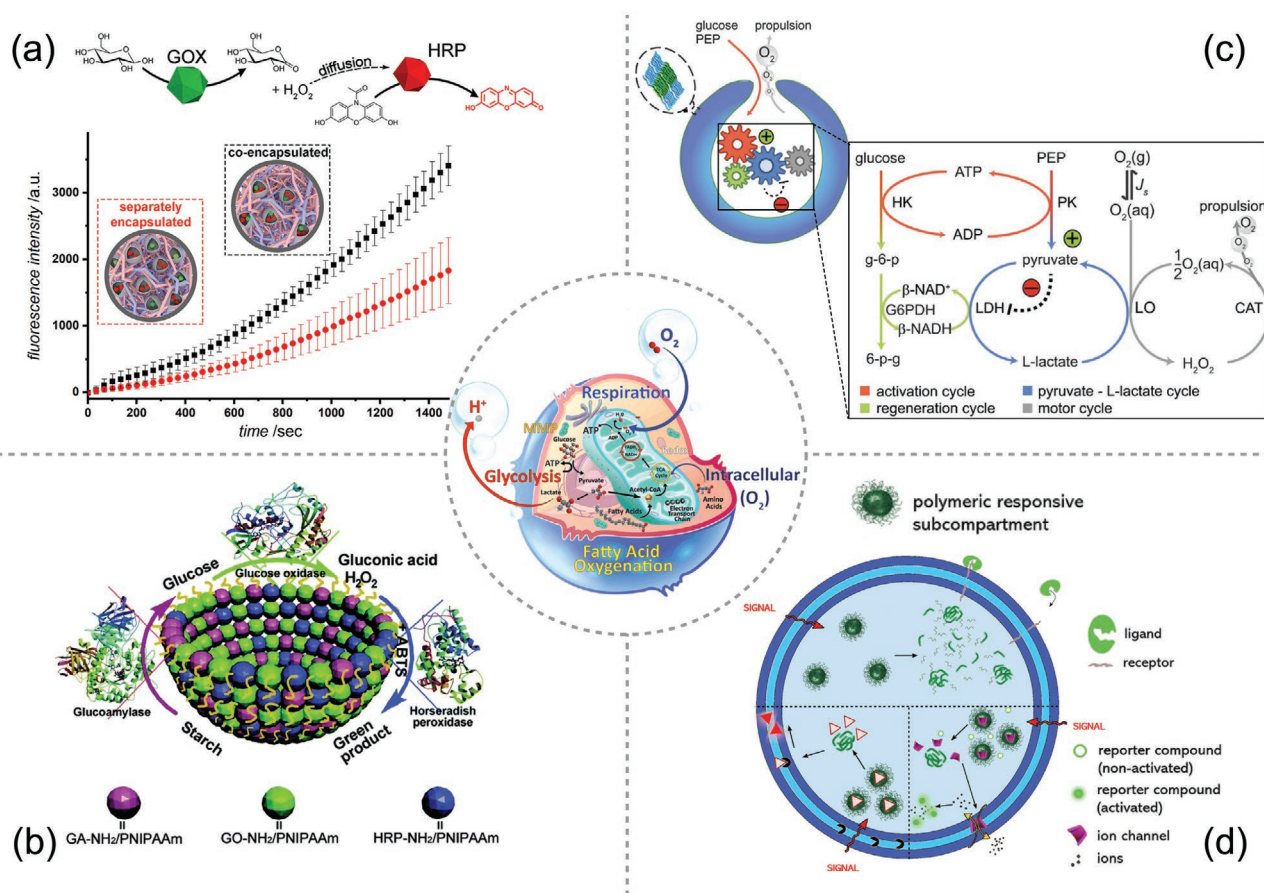 (a)
GOX
HRP
diffusion
+ H₂O₂
HO
OH
fluorescence intensity /a.u.
3000
2000
1000
0
co-encapsulated
separately
encapsulated
0
200
400
600
800
1000
1200
1400
time /sec
(c)
glucose
PEP
propulsion
O₂
glucose
ATP
PEP
O₂(g)
Jₛ
HK
PK
O₂(aq)
propulsion
O₂
ADP
g-6-p
pyruvate
½O₂(aq)
β-NAD⁺
G6PDH
β-NADH
LDH
LO
CAT
6-p-g
L-lactate
H₂O₂
activation cycle
pyruvate - L-lactate cycle
regeneration cycle
motor cycle
O₂
H⁺
Respiration
MMP
ATP
Glucose
Glycolysis
ATP
Pyruvate
Lactate
Acetyl-CoA
TCA
Cycle
Intracellular
(O₂)
Fatty Acids
Electron
Transport
Chain
Amino
Acids
Fatty Acid
Oxygenation
(b)
Glucose
Glucose oxidase
Gluconic acid
H₂O₂
+ ABTS
Glucoamylase
Horseradish
peroxidase
Starch
Green
product
GA-NH₂/PNIPAAm
GO-NH₂/PNIPAAm
HRP-NH₂/PNIPAAm
polymeric responsive
subcompartment
SIGNAL
ligand
receptor
SIGNAL
reporter compound
(non-activated)
reporter compound
(activated)
ion channel
ions
SIGNAL
(d)